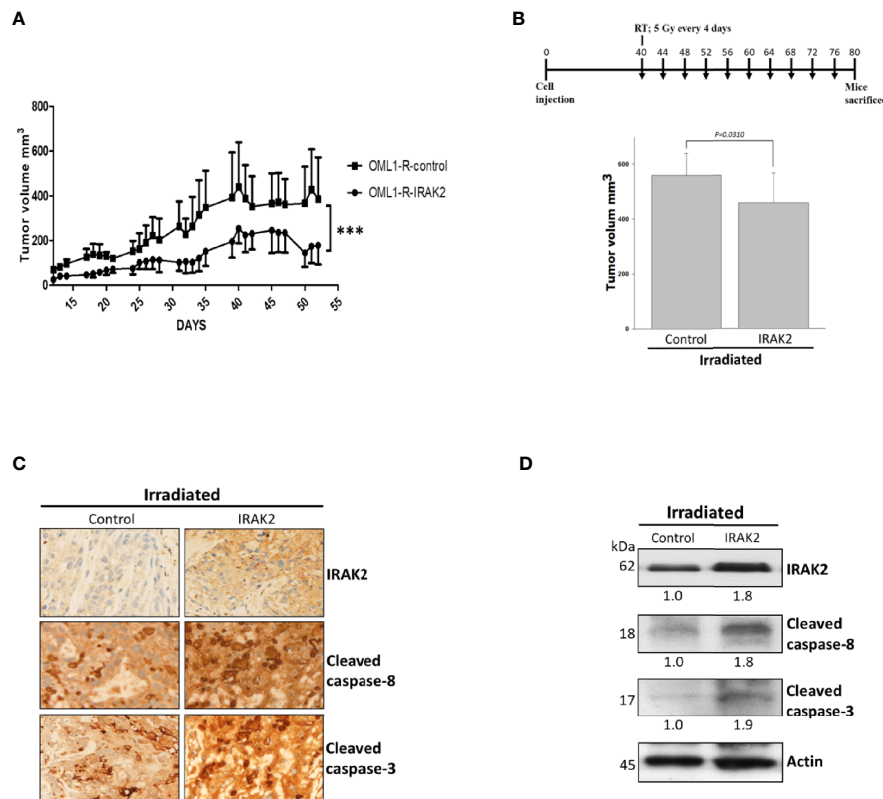 A
Tumor volume mm³
800
600
400
200
0
15 20 25 30 35 40 45 50 55
DAYS
OML1-R-control
OML1-R-IRAK2
***
B
RT; 5 Gy every 4 days
0 40 44 48 52 56 60 64 68 72 76 80
Cell
injection
Mice
sacrificed
Tumor volum mm3
600
400
200
0
P=0.0310
Control IRAK2
Irradiated
C
Irradiated
Control IRAK2
IRAK2
Cleaved
caspase-8
Cleaved
caspase-3
D
Irradiated
kDa Control IRAK2
62 IRAK2
1.0 1.8
18 Cleaved
caspase-8
1.0 1.8
17 Cleaved
caspase-3
1.0 1.9
45 Actin